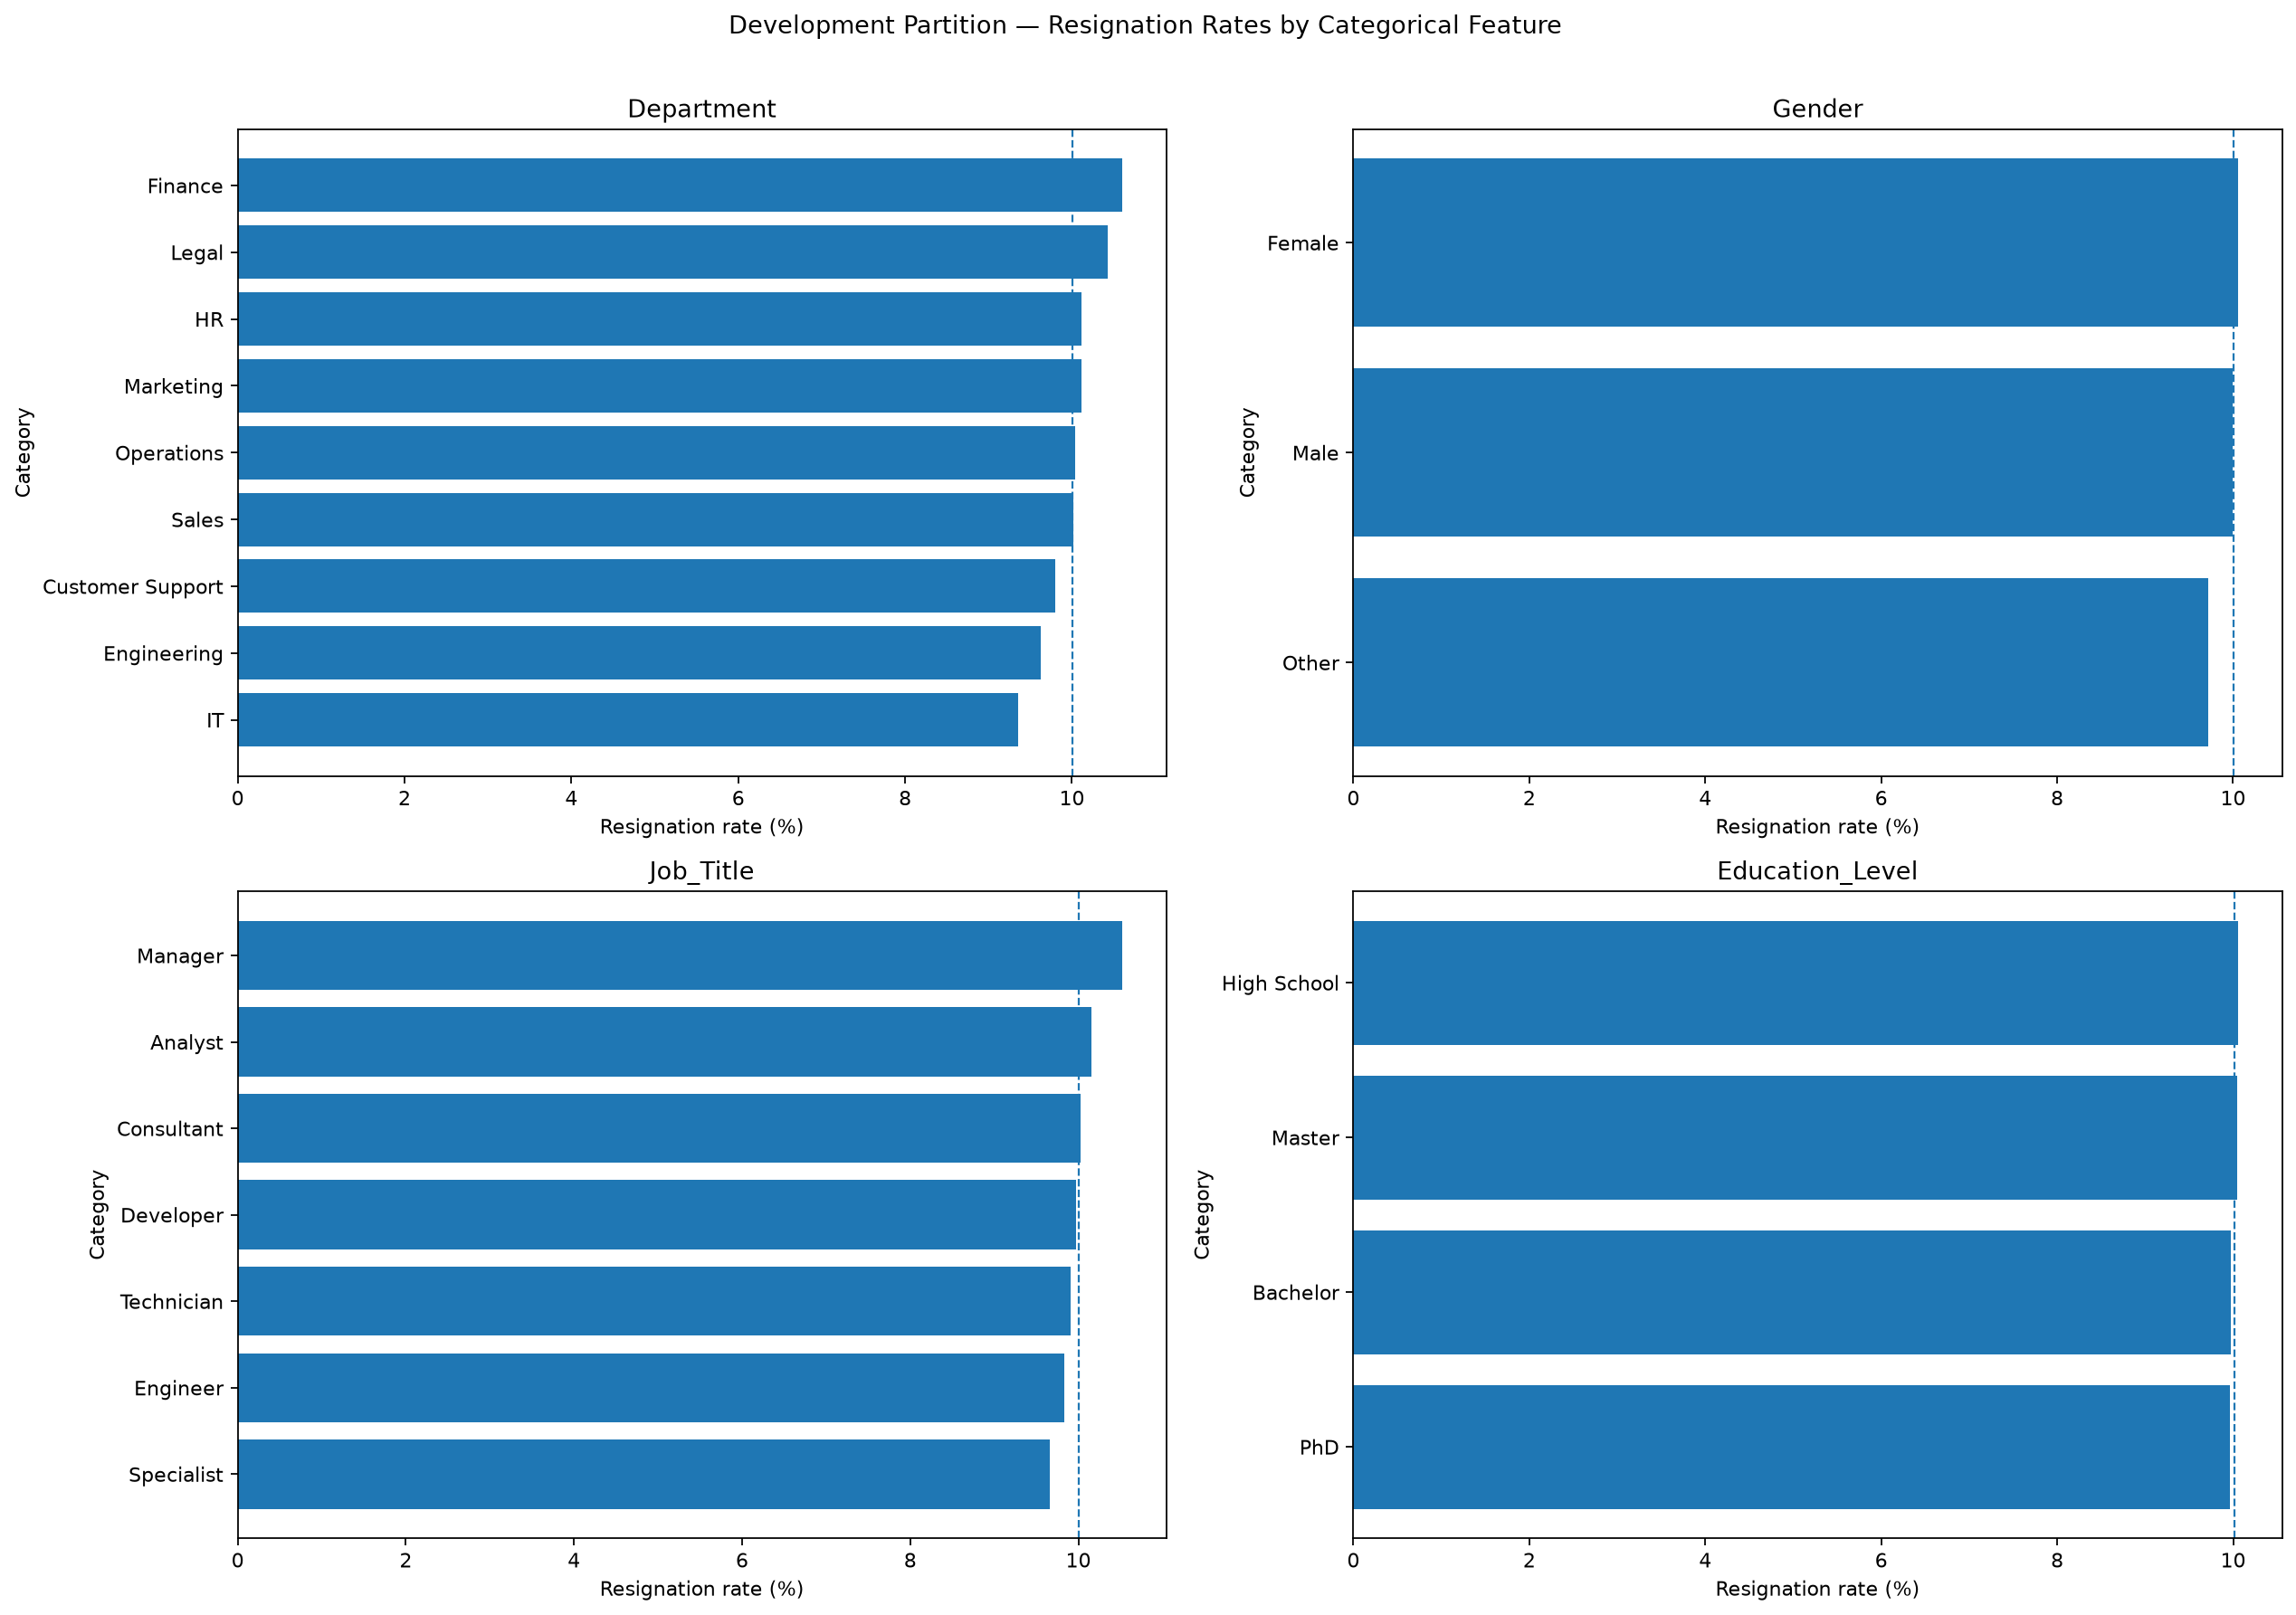 Development Partition — Resignation Rates by Categorical Feature
Department
Category
Finance
Legal
HR
Marketing
Operations
Sales
Customer Support
Engineering
IT
0 2 4 6 8 10
Resignation rate (%)
Gender
Category
Female
Male
Other
0 2 4 6 8 10
Resignation rate (%)
Job_Title
Category
Manager
Analyst
Consultant
Developer
Technician
Engineer
Specialist
0 2 4 6 8 10
Resignation rate (%)
Education_Level
Category
High School
Master
Bachelor
PhD
0 2 4 6 8 10
Resignation rate (%)